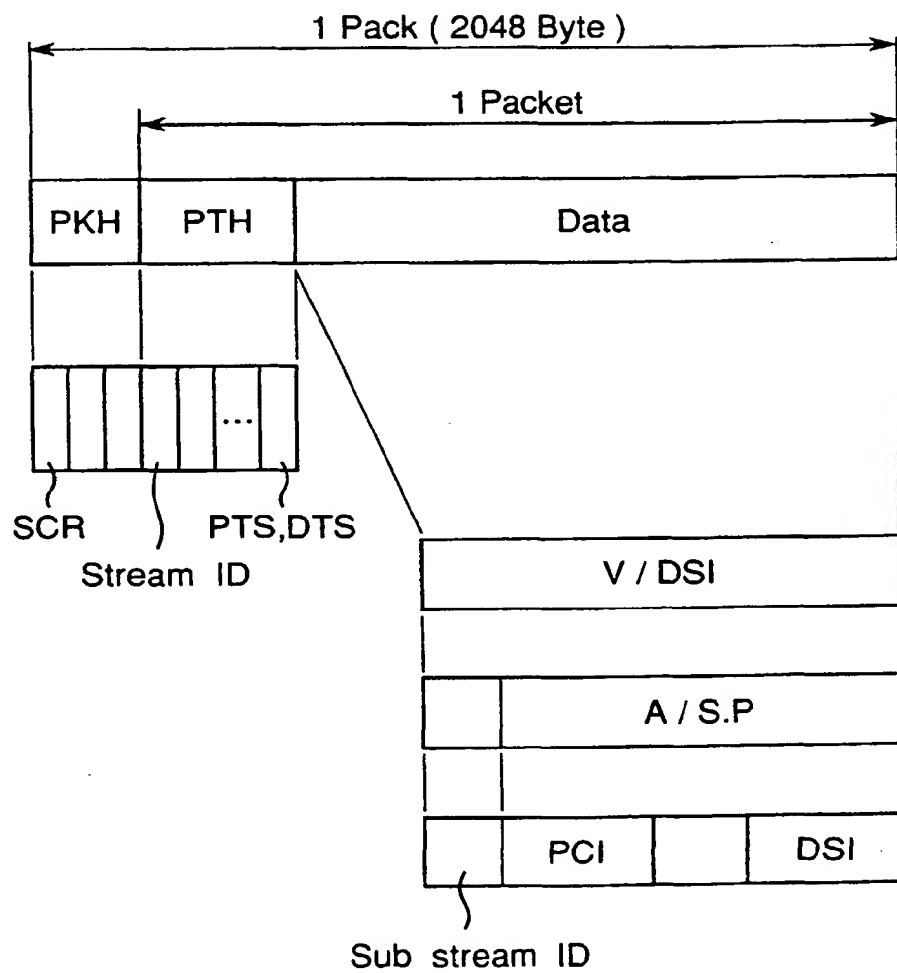 1 Pack ( 2048 Byte )
1 Packet
PKH PTH Data
...
SCR PTS,DTS
Stream ID
V / DSI
A / S.P
PCI DSI
Sub stream ID